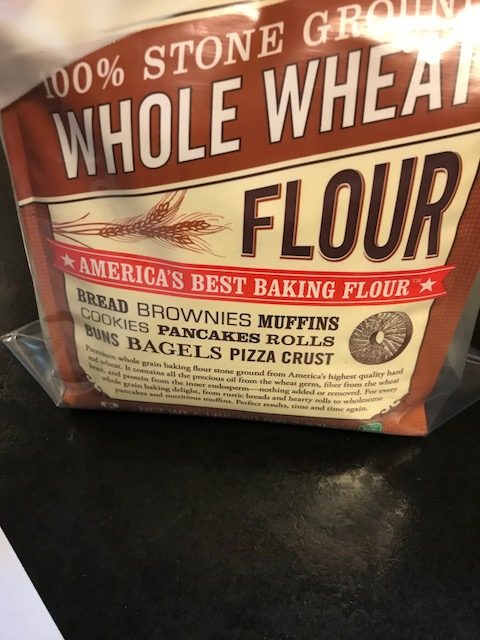 100% STONE GROUND
WHOLE WHEAT
FLOUR
AMERICA'S BEST BAKING FLOUR™
BREAD BROWNIES MUFFINS
COOKIES PANCAKES ROLLS
BUNS BAGELS PIZZA CRUST
Premium whole grain baking flour stone ground from America's highest quality hard
red wheat. It contains all the precious oil from the wheat germ, fiber from the wheat
bran, and protein from the inner endosperm—nothing added or removed. For every
whole grain baking delight, from rustic breads and hearty rolls to wholesome
pancakes and nutritious muffins. Perfect results, time and time again.